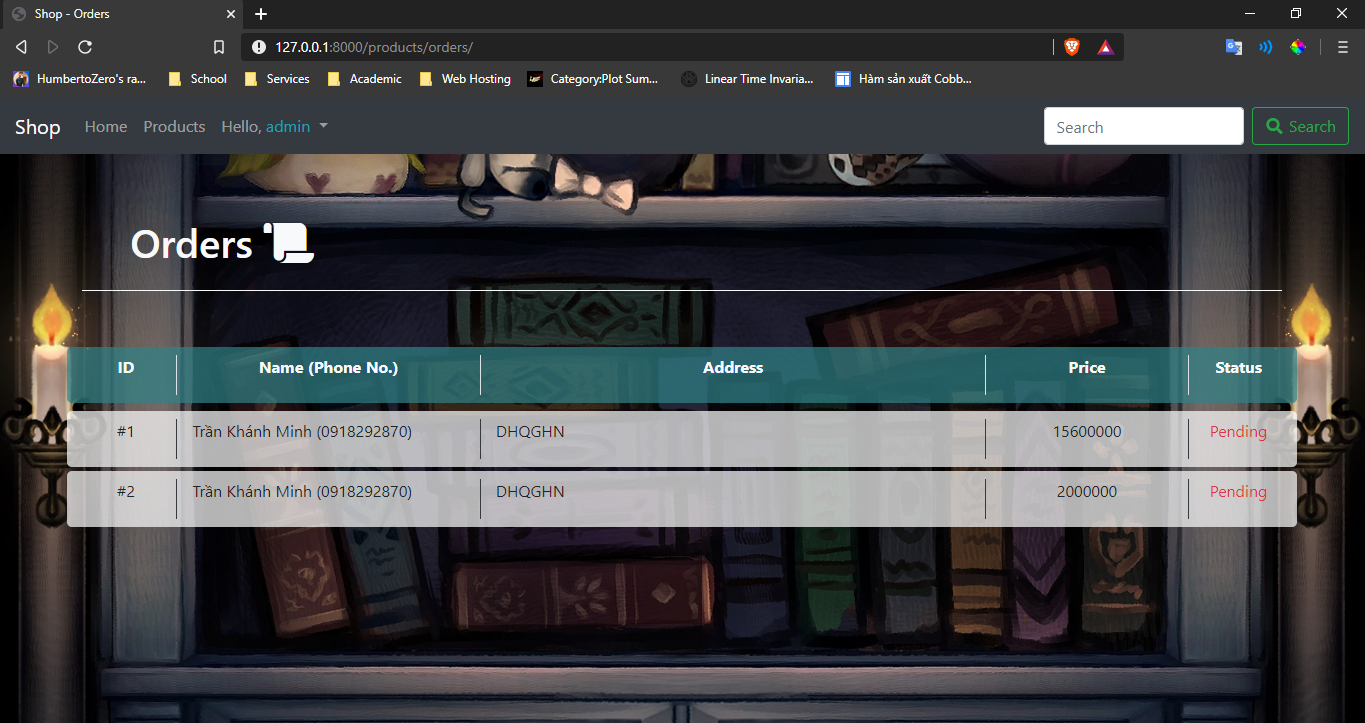 Shop - Orders
127.0.0.1:8000/products/orders/
HumbertoZero's ra... School Services Academic Web Hosting Category:Plot Sum... Linear Time Invaria... Hàm sản xuất Cobb...
Shop Home Products Hello, admin Search Search
Orders
ID Name (Phone No.) Address Price Status
#1 Trần Khánh Minh (0918292870) DHQGHN 15600000 Pending
#2 Trần Khánh Minh (0918292870) DHQGHN 2000000 Pending